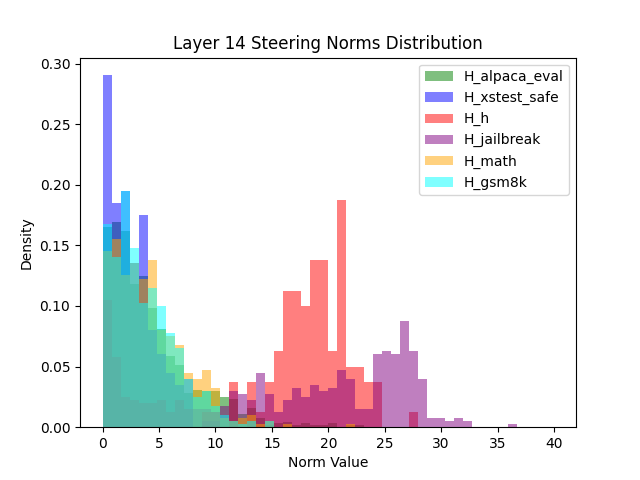 Layer 14 Steering Norms Distribution
H_alpaca_eval
H_xstest_safe
H_h
H_jailbreak
H_math
H_gsm8k
Density
0.30
0.25
0.20
0.15
0.10
0.05
0.00
0
5
10
15
20
25
30
35
40
Norm Value